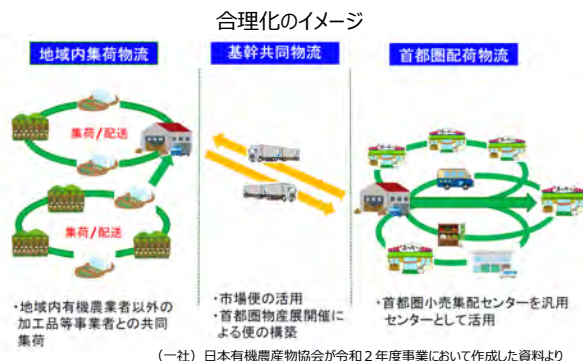 合理化のイメージ
地域内集荷物流
基幹共同物流
首都圏配荷物流
集荷/配送
集荷/配送
・地域内有機農業者以外の
加工品等事業者との共同
集荷
・市場便の活用
・首都圏物産展開催に
よる便の構築
・首都圏小売集配センターを汎用
センターとして活用
（一社）日本有機農産物協会が令和２年度事業において作成した資料より